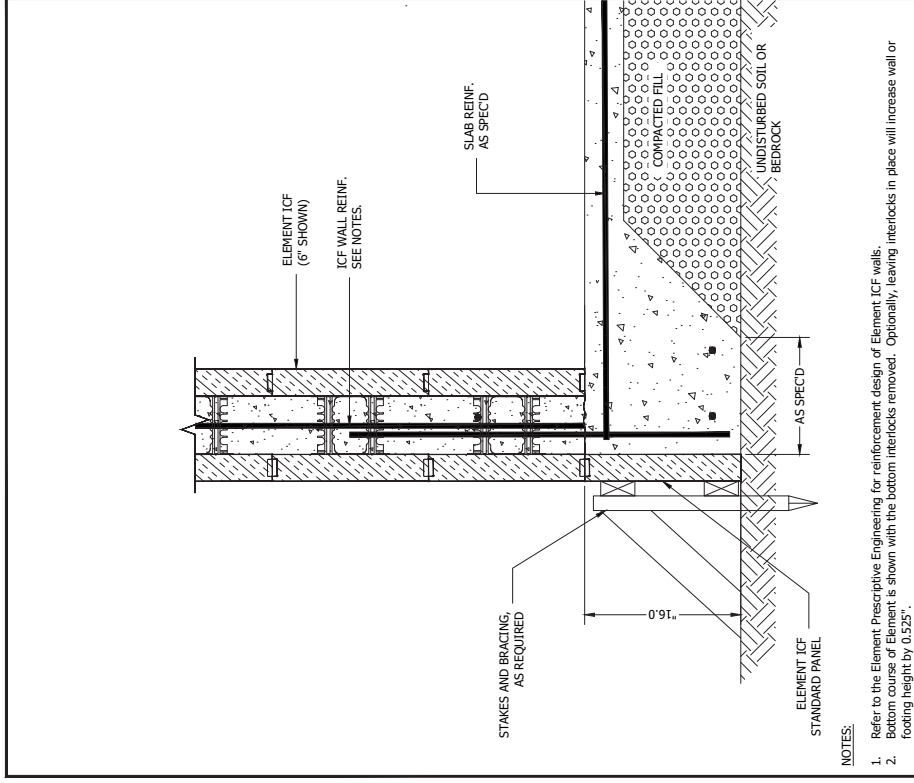 ELEMENT ICF
(6" SHOWN)
ICF WALL REINF.
SEE NOTES.
SLAB REINF.
AS SPEC'D
COMPACTED FILL
UNDISTURBED SOIL OR
BEDROCK
STAKES AND BRACING,
AS REQUIRED
16.0"
AS SPEC'D
ELEMENT ICF
STANDARD PANEL
NOTES:
1. Refer to the Element Prescriptive Engineering for reinforcement design of Element ICF walls.
2. Bottom course of Element is shown with the bottom interlocks removed. Optionally, leaving interlocks in place will increase wall or
footing height by 0.525".